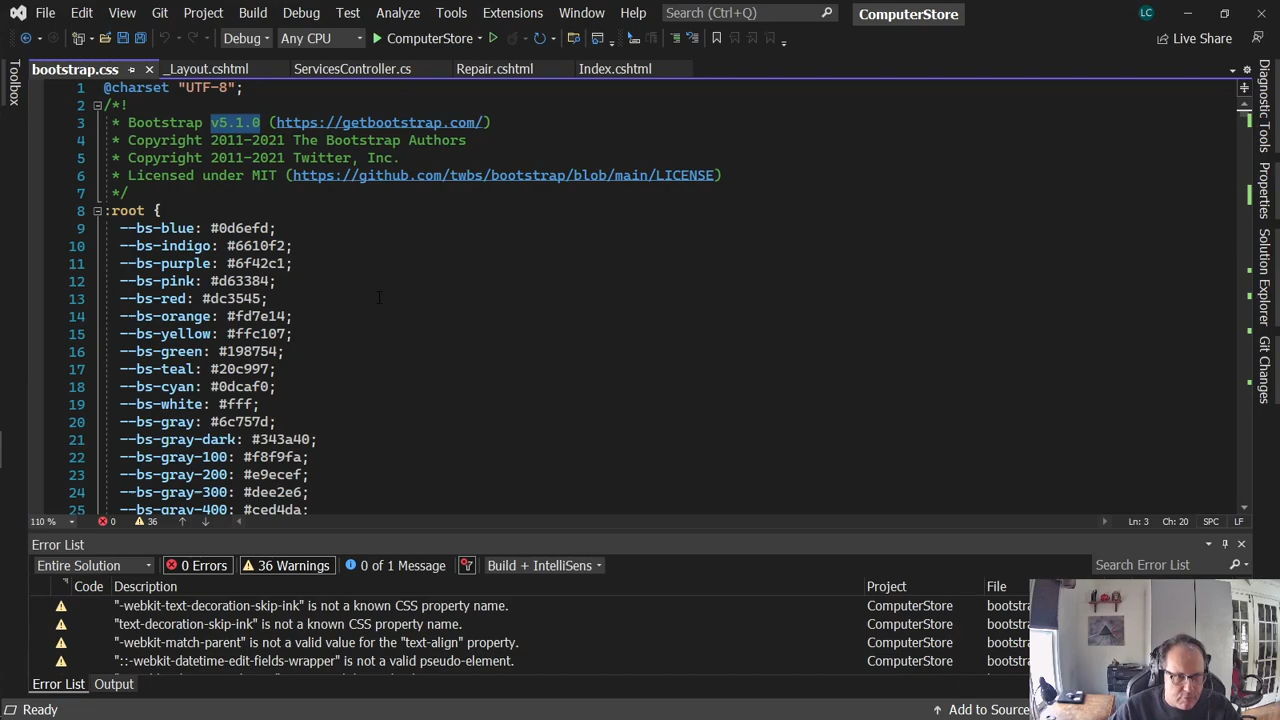 File Edit View Git Project Build Debug Test Analyze Tools Extensions Window Help Search (Ctrl+Q) ComputerStore LC
Debug Any CPU ComputerStore Live Share
Toolbox
bootstrap.css _Layout.cshtml ServicesController.cs Repair.cshtml Index.cshtml
1 @charset "UTF-8";
2 /*!
3 * Bootstrap v5.1.0 (https://getbootstrap.com/)
4 * Copyright 2011-2021 The Bootstrap Authors
5 * Copyright 2011-2021 Twitter, Inc.
6 * Licensed under MIT (https://github.com/twbs/bootstrap/blob/main/LICENSE)
7 */
8 :root {
9 --bs-blue: #0d6efd;
10 --bs-indigo: #6610f2;
11 --bs-purple: #6f42c1;
12 --bs-pink: #d63384;
13 --bs-red: #dc3545;
14 --bs-orange: #fd7e14;
15 --bs-yellow: #ffc107;
16 --bs-green: #198754;
17 --bs-teal: #20c997;
18 --bs-cyan: #0dcaf0;
19 --bs-white: #fff;
20 --bs-gray: #6c757d;
21 --bs-gray-dark: #343a40;
22 --bs-gray-100: #f8f9fa;
23 --bs-gray-200: #e9ecef;
24 --bs-gray-300: #dee2e6;
25 --bs-gray-400: #ced4da;
Diagnostic Tools
Properties
Solution Explorer
Git Changes
110 % 0 36 Ln: 3 Ch: 20 SPC LF
Error List
Entire Solution 0 Errors 36 Warnings 0 of 1 Message Build + IntelliSens Search Error List
Code Description Project File
"-webkit-text-decoration-skip-ink" is not a known CSS property name. ComputerStore bootstra
"text-decoration-skip-ink" is not a known CSS property name. ComputerStore bootstra
"-webkit-match-parent" is not a valid value for the "text-align" property. ComputerStore bootstra
"::-webkit-datetime-edit-fields-wrapper" is not a valid pseudo-element. ComputerStore bootstra
Error List Output
Ready Add to Source